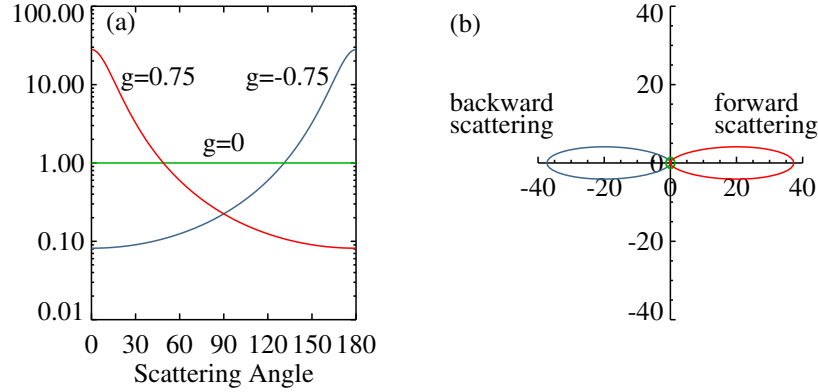 (a)
100.00
10.00
1.00
0.10
0.01
g=0.75
g=-0.75
g=0
0 30 60 90 120 150 180
Scattering Angle
(b)
40
20
0
-20
-40
backward
scattering
forward
scattering
-40 -20 0 20 40